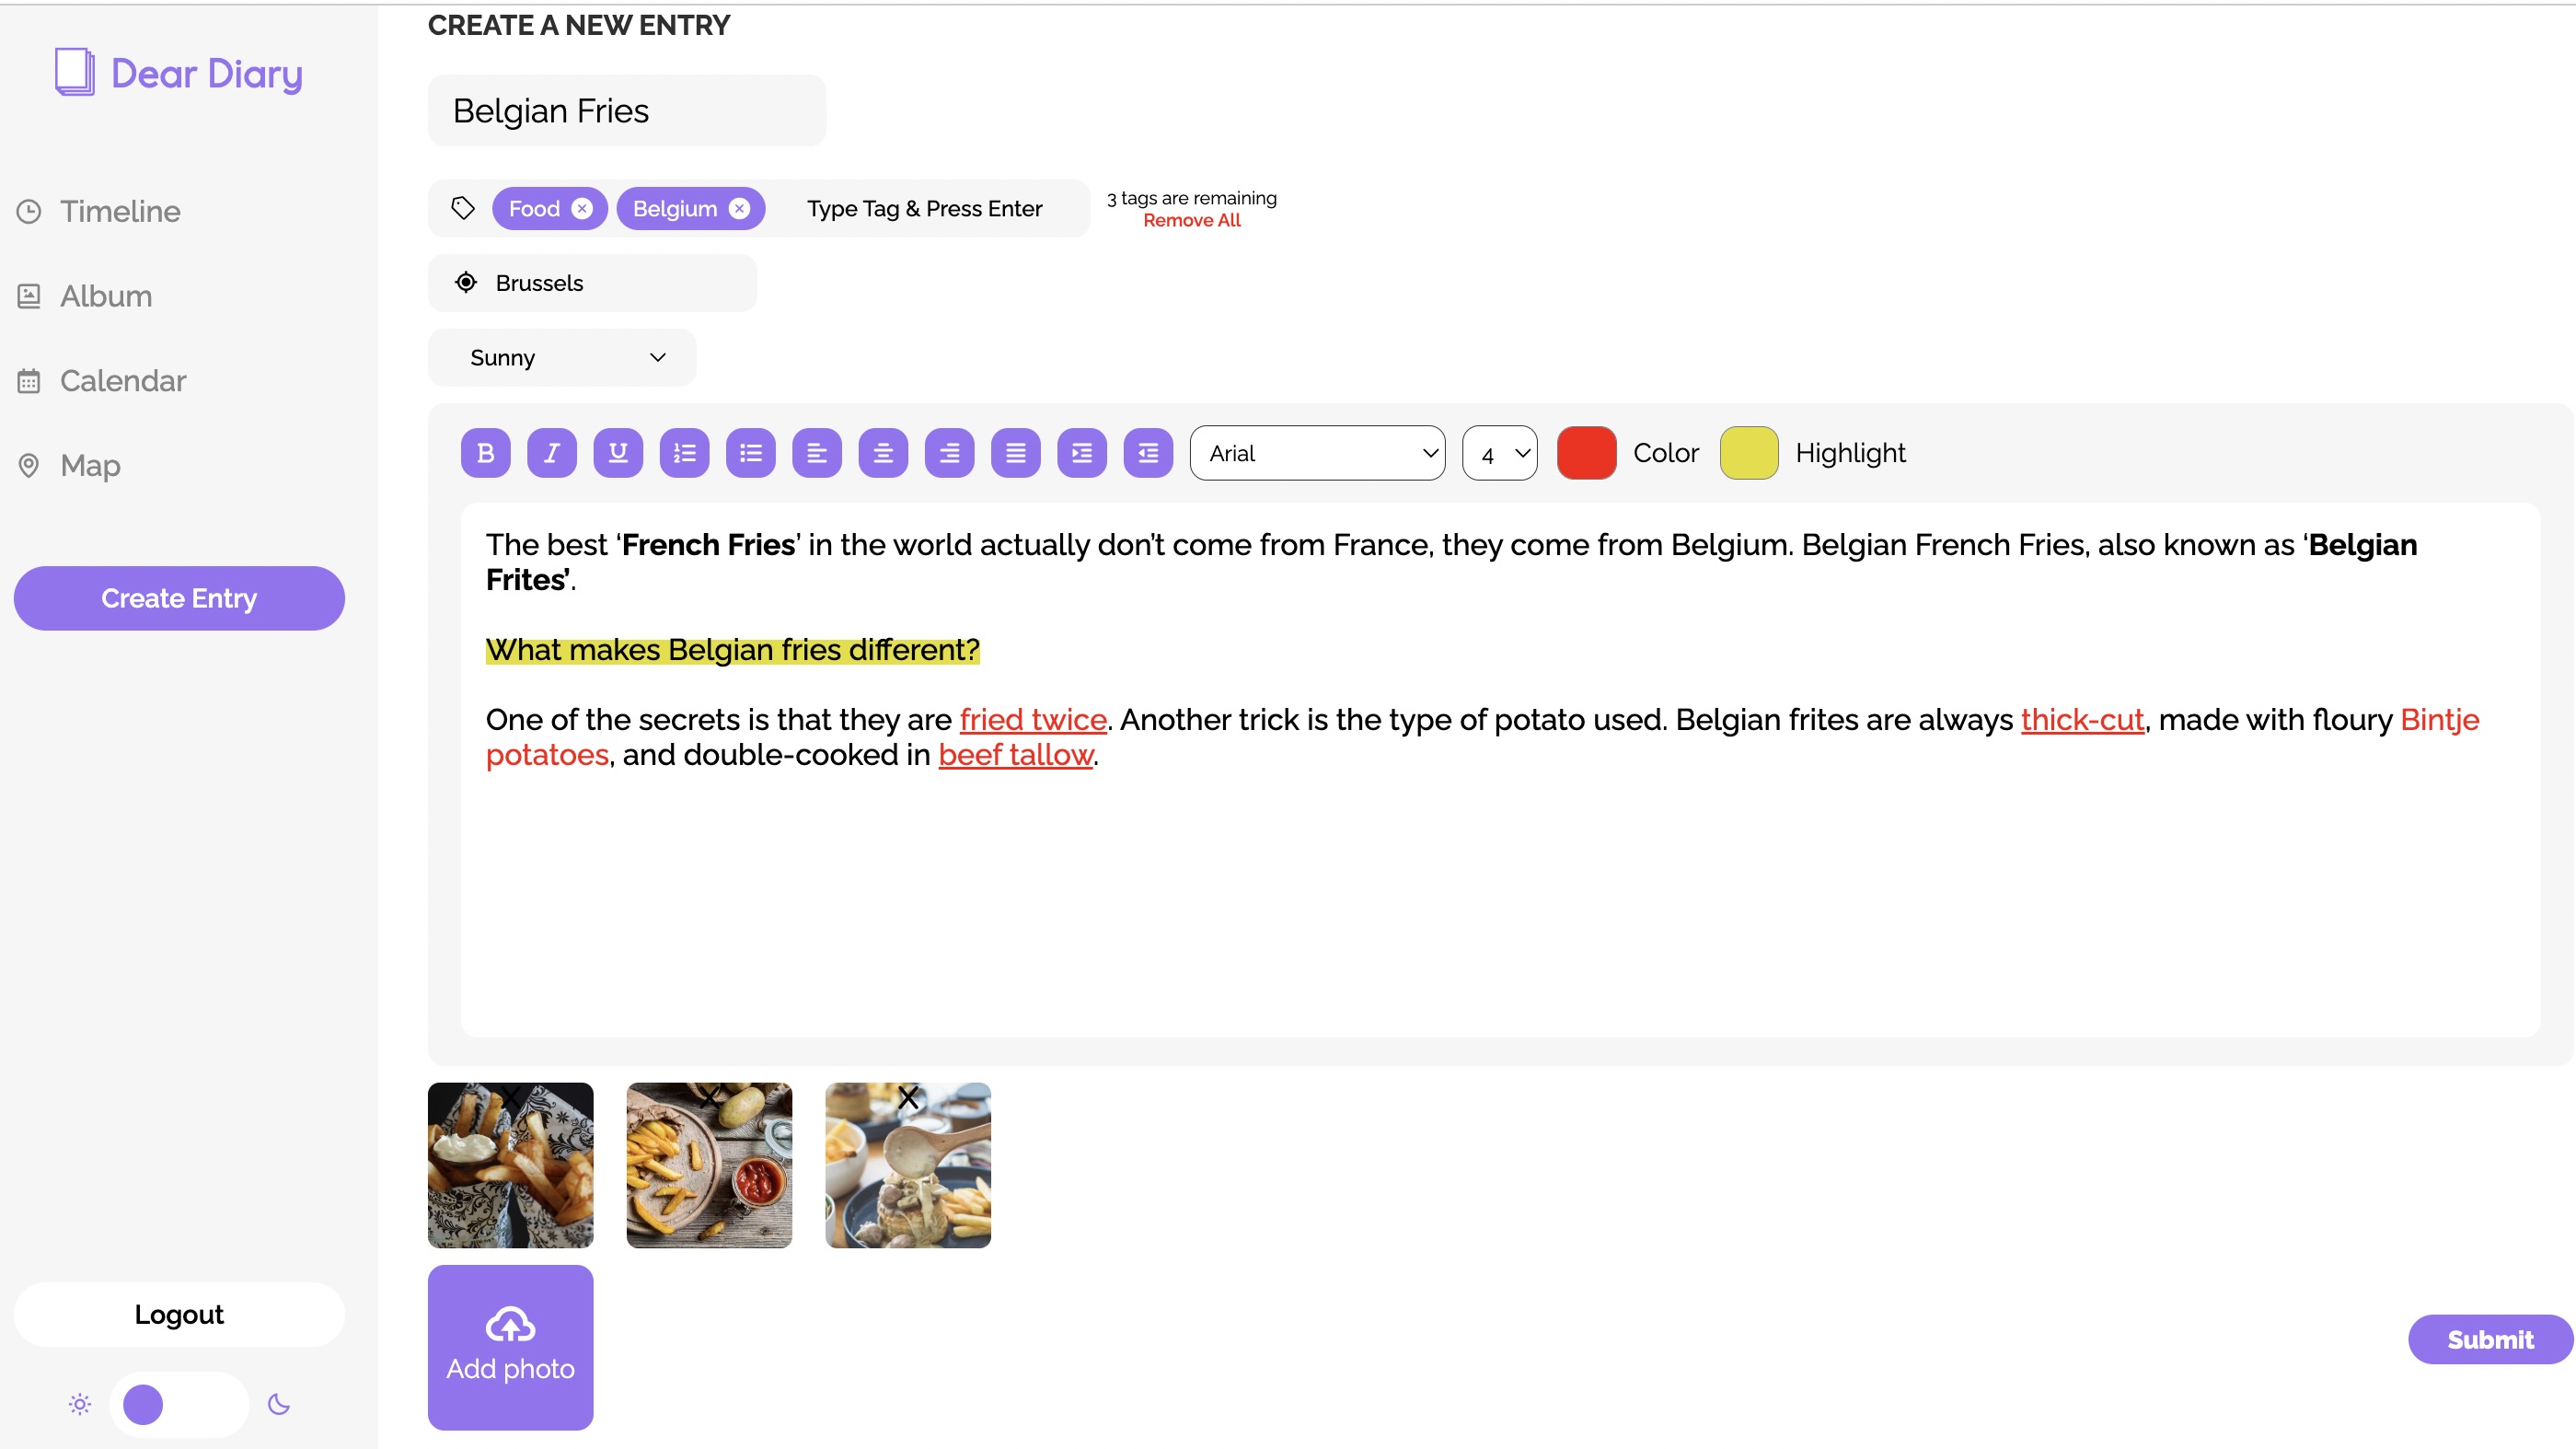 CREATE A NEW ENTRY
Dear Diary
Belgian Fries
Timeline
Album
Calendar
Map
Create Entry
Food Belgium Type Tag & Press Enter
3 tags are remaining
Remove All
Brussels
Sunny
B I U Arial 4 Color Highlight
The best ‘French Fries’ in the world actually don’t come from France, they come from Belgium. Belgian French Fries, also known as ‘Belgian
Frites’.
What makes Belgian fries different?
One of the secrets is that they are fried twice. Another trick is the type of potato used. Belgian frites are always thick-cut, made with floury Bintje
potatoes, and double-cooked in beef tallow.
Add photo
Submit
Logout